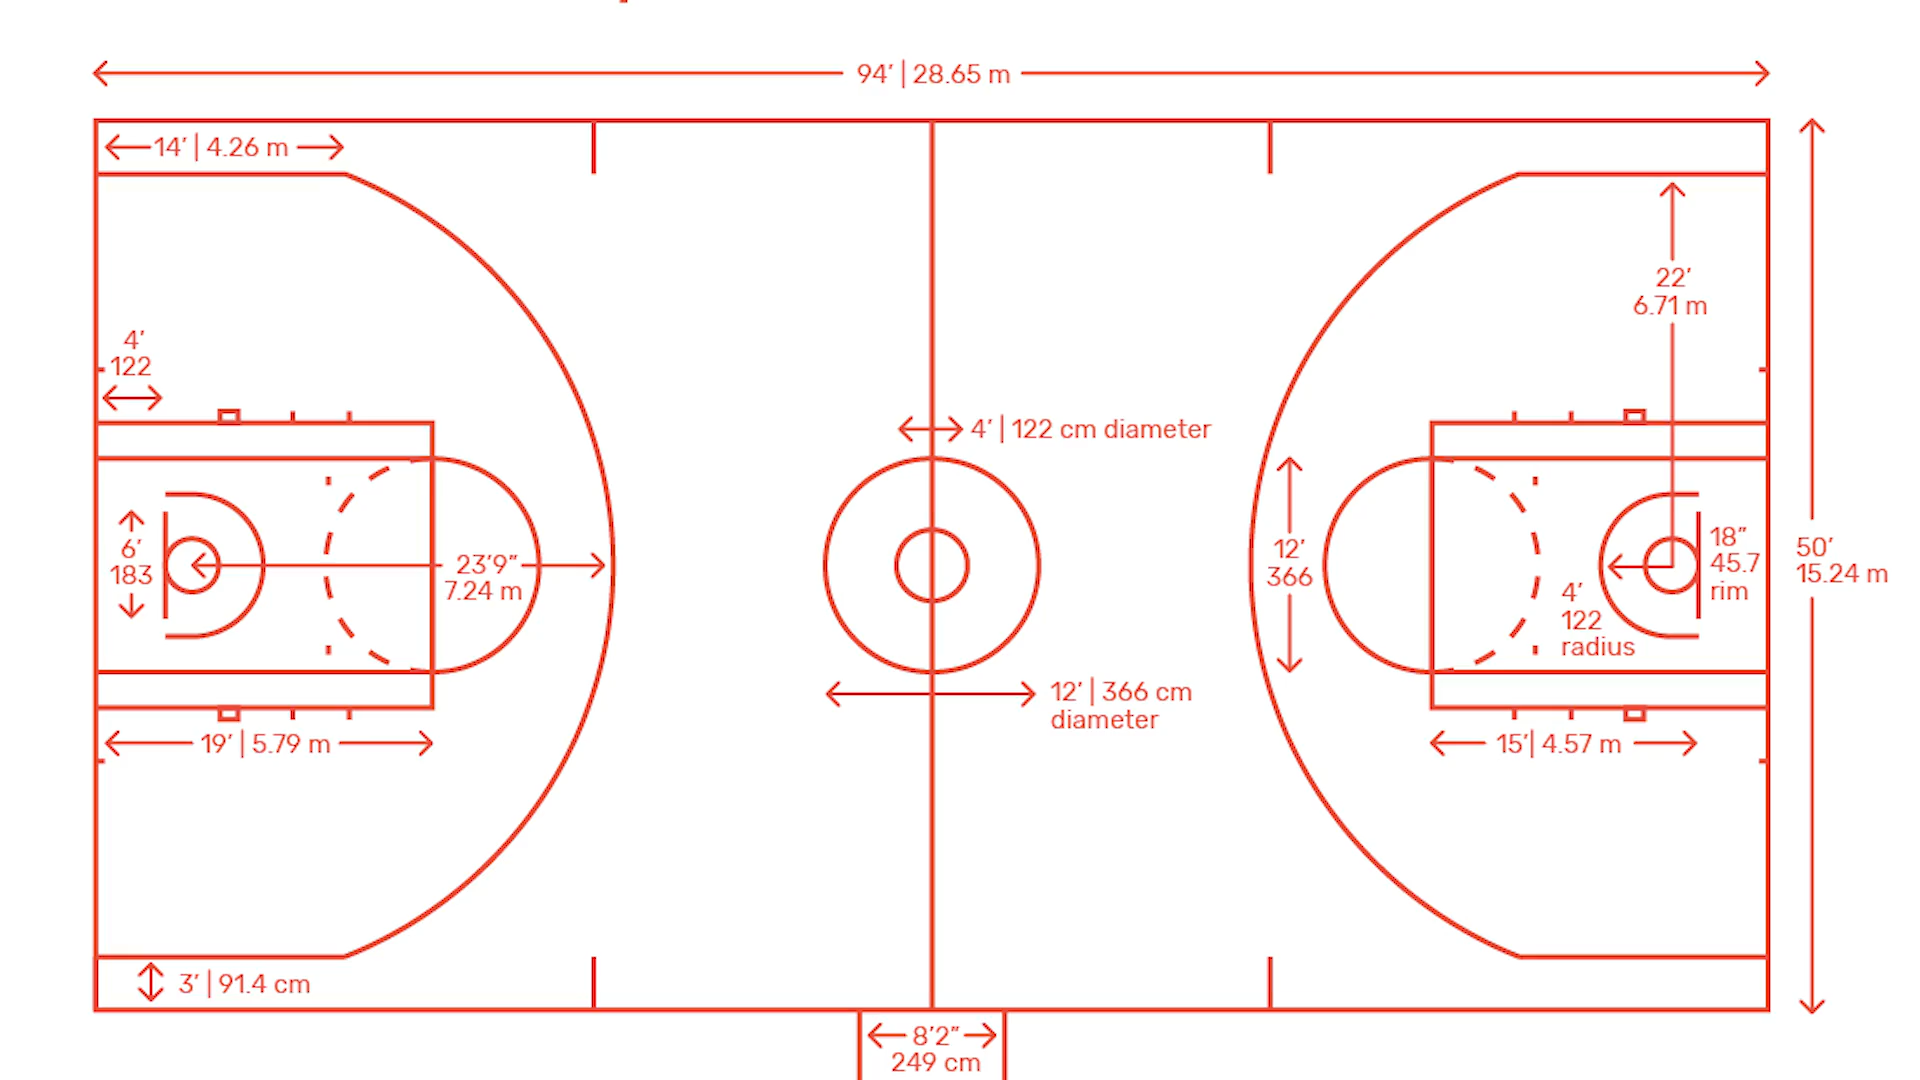 94’ | 28.65 m
14’ | 4.26 m
22’
6.71 m
4’
122
4’ | 122 cm diameter
6’
183
23’9”
7.24 m
12’
366
18”
45.7
rim
50’
15.24 m
4’
122
radius
12’ | 366 cm
diameter
19’ | 5.79 m
15’| 4.57 m
3’ | 91.4 cm
8’2”
249 cm